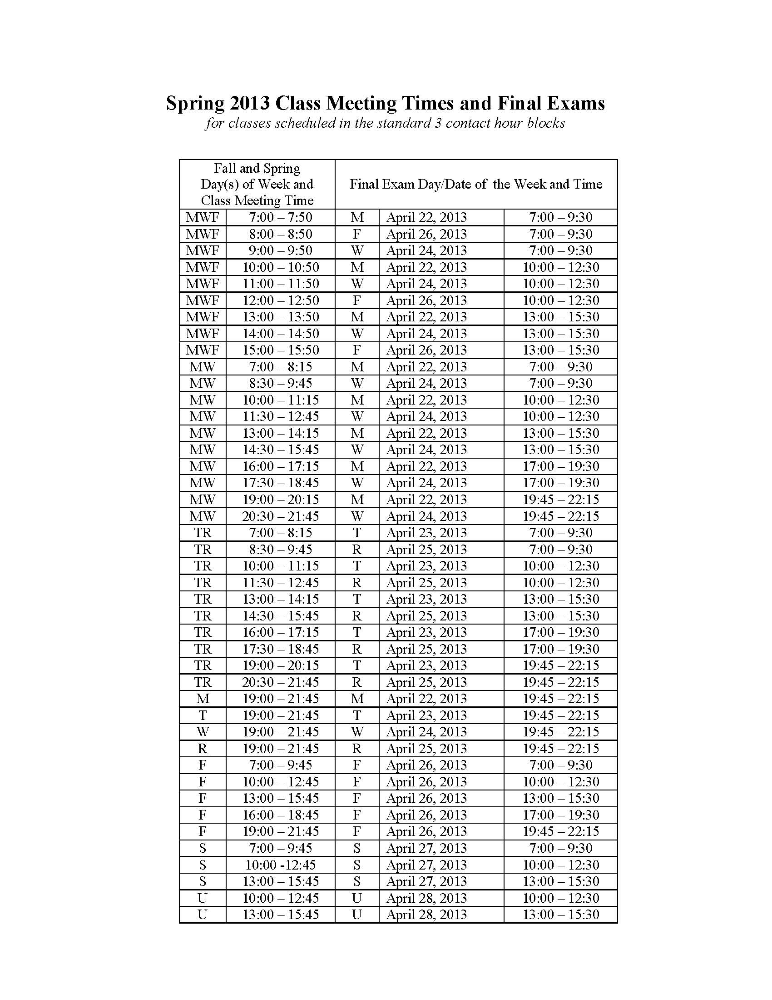 Spring 2013 Class Meeting Times and Final Exams
for classes scheduled in the standard 3 contact hour blocks
Fall and Spring
Day(s) of Week and
Class Meeting Time
Final Exam Day/Date of the Week and Time
MWF 7:00 – 7:50 M April 22, 2013 7:00 – 9:30
MWF 8:00 – 8:50 F April 26, 2013 7:00 – 9:30
MWF 9:00 – 9:50 W April 24, 2013 7:00 – 9:30
MWF 10:00 – 10:50 M April 22, 2013 10:00 – 12:30
MWF 11:00 – 11:50 W April 24, 2013 10:00 – 12:30
MWF 12:00 – 12:50 F April 26, 2013 10:00 – 12:30
MWF 13:00 – 13:50 M April 22, 2013 13:00 – 15:30
MWF 14:00 – 14:50 W April 24, 2013 13:00 – 15:30
MWF 15:00 – 15:50 F April 26, 2013 13:00 – 15:30
MW 7:00 – 8:15 M April 22, 2013 7:00 – 9:30
MW 8:30 – 9:45 W April 24, 2013 7:00 – 9:30
MW 10:00 – 11:15 M April 22, 2013 10:00 – 12:30
MW 11:30 – 12:45 W April 24, 2013 10:00 – 12:30
MW 13:00 – 14:15 M April 22, 2013 13:00 – 15:30
MW 14:30 – 15:45 W April 24, 2013 13:00 – 15:30
MW 16:00 – 17:15 M April 22, 2013 17:00 – 19:30
MW 17:30 – 18:45 W April 24, 2013 17:00 – 19:30
MW 19:00 – 20:15 M April 22, 2013 19:45 – 22:15
MW 20:30 – 21:45 W April 24, 2013 19:45 – 22:15
TR 7:00 – 8:15 T April 23, 2013 7:00 – 9:30
TR 8:30 – 9:45 R April 25, 2013 7:00 – 9:30
TR 10:00 – 11:15 T April 23, 2013 10:00 – 12:30
TR 11:30 – 12:45 R April 25, 2013 10:00 – 12:30
TR 13:00 – 14:15 T April 23, 2013 13:00 – 15:30
TR 14:30 – 15:45 R April 25, 2013 13:00 – 15:30
TR 16:00 – 17:15 T April 23, 2013 17:00 – 19:30
TR 17:30 – 18:45 R April 25, 2013 17:00 – 19:30
TR 19:00 – 20:15 T April 23, 2013 19:45 – 22:15
TR 20:30 – 21:45 R April 25, 2013 19:45 – 22:15
M 19:00 – 21:45 M April 22, 2013 19:45 – 22:15
T 19:00 – 21:45 T April 23, 2013 19:45 – 22:15
W 19:00 – 21:45 W April 24, 2013 19:45 – 22:15
R 19:00 – 21:45 R April 25, 2013 19:45 – 22:15
F 7:00 – 9:45 F April 26, 2013 7:00 – 9:30
F 10:00 – 12:45 F April 26, 2013 10:00 – 12:30
F 13:00 – 15:45 F April 26, 2013 13:00 – 15:30
F 16:00 – 18:45 F April 26, 2013 17:00 – 19:30
F 19:00 – 21:45 F April 26, 2013 19:45 – 22:15
S 7:00 – 9:45 S April 27, 2013 7:00 – 9:30
S 10:00 -12:45 S April 27, 2013 10:00 – 12:30
S 13:00 – 15:45 S April 27, 2013 13:00 – 15:30
U 10:00 – 12:45 U April 28, 2013 10:00 – 12:30
U 13:00 – 15:45 U April 28, 2013 13:00 – 15:30